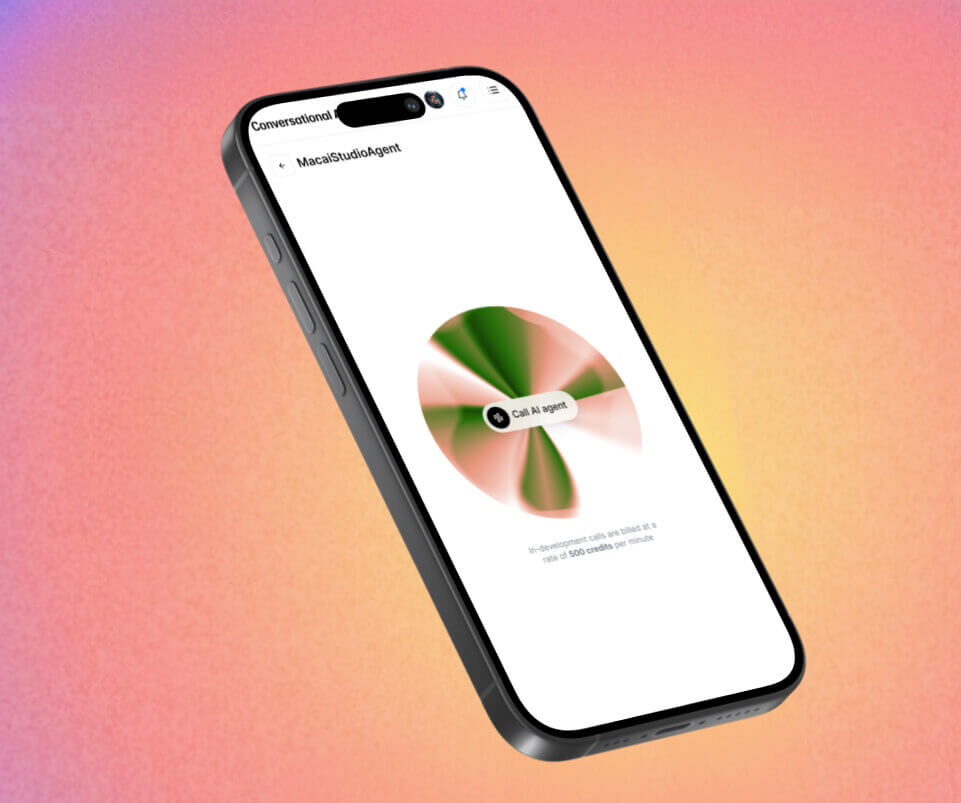 Conversational
MacaiStudioAgent
Call AI agent
In-development calls are billed at a
rate of 500 credits per minute